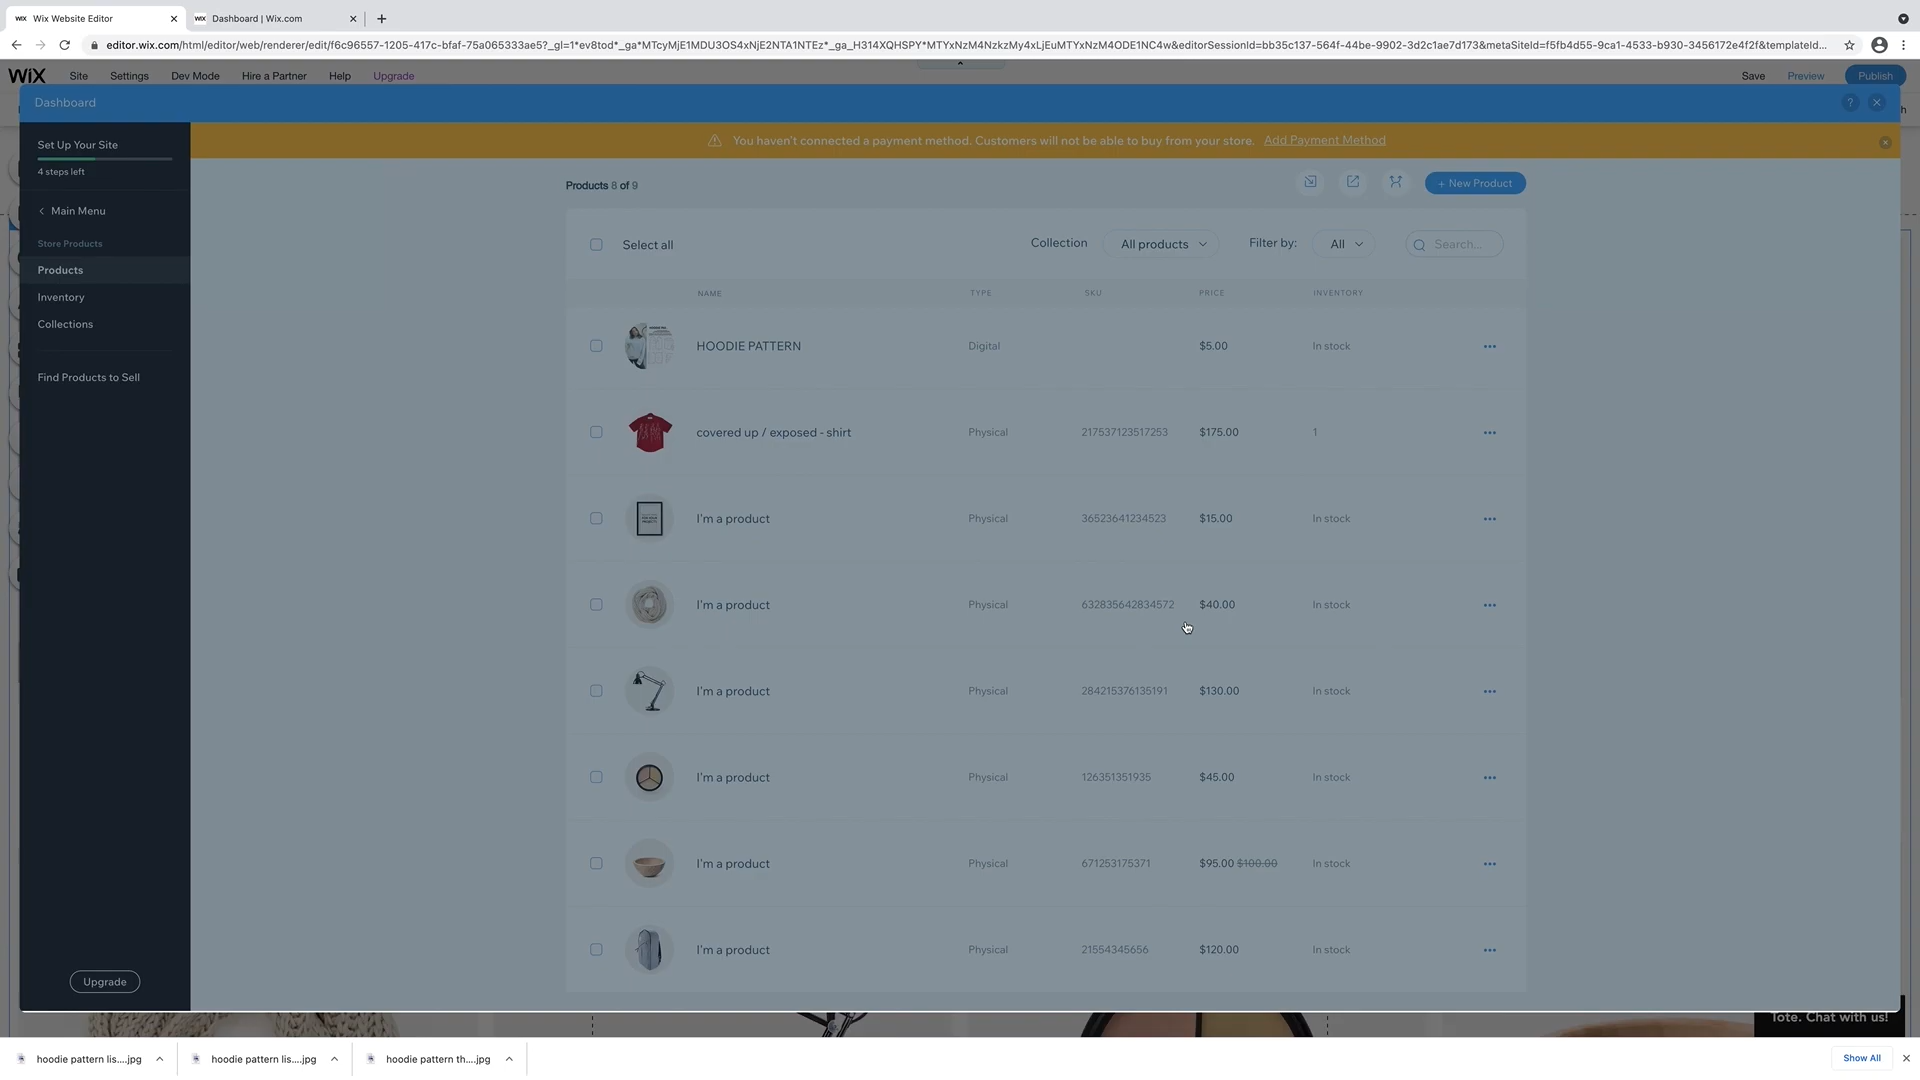 WiX Wix Website Editor
WiX Dashboard | Wix.com
editor.wix.com/html/editor/web/renderer/edit/f6c96557-1205-417c-bfaf-75a065333ae5?_gl=1*ev8tod*_ga*MTcyMjE1MDU3OS4xNjE2NTA1NTEz*_ga_H314XQHSPY*MTYxNzM4NzkzMy4xLjEuMTYxNzM4ODE1NC4w&editorSessionId=bb35c137-564f-44be-9902-3d2c1ae7d173&metaSiteId=f5fb4d55-9ca1-4533-b930-3456172e4f2f&templateId...
WiX Site Settings Dev Mode Hire a Partner Help Upgrade Save Preview Publish
Dashboard ?
Set Up Your Site
4 steps left
Main Menu
Store Products
Products
Inventory
Collections
Find Products to Sell
Upgrade
You haven't connected a payment method. Customers will not be able to buy from your store. Add Payment Method
Products 8 of 9 + New Product
Select all Collection All products Filter by: All Search...
NAME TYPE SKU PRICE INVENTORY
HOODIE PATTERN Digital $5.00 In stock
covered up / exposed - shirt Physical 217537123517253 $175.00 1
I'm a product Physical 36523641234523 $15.00 In stock
I'm a product Physical 632835642834572 $40.00 In stock
I'm a product Physical 284215376135191 $130.00 In stock
I'm a product Physical 126351351935 $45.00 In stock
I'm a product Physical 671253175371 $95.00 $100.00 In stock
I'm a product Physical 21554345656 $120.00 In stock
Tote. Chat with us!
hoodie pattern lis....jpg
hoodie pattern lis....jpg
hoodie pattern th....jpg
Show All